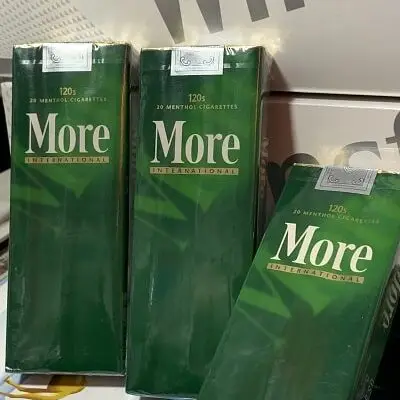 120s
20 MENTHOL CIGARETTES
More
INTERNATIONAL
120s
20 MENTHOL CIGARETTES
More
INTERNATIONAL
120s
20 MENTHOL CIGARETTES
More
INTERNATIONAL